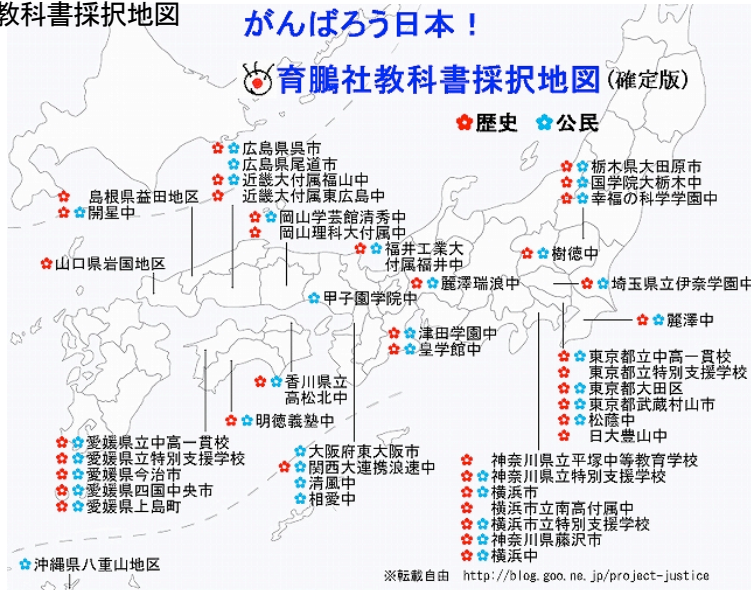 教科書採択地図
がんばろう日本！
育鵬社教科書採択地図(確定版)
歴史 公民
広島県呉市
広島県尾道市
近畿大付属福山中
近畿大付属東広島中
島根県益田地区
開星中
岡山学芸館清秀中
岡山理科大付属中
山口県岩国地区
福井工業大
付属福井中
麗澤瑞浪中
甲子園学院中
栃木県大田原市
国学院大栃木中
幸福の科学学園中
樹徳中
埼玉県立伊奈学園中
麗澤中
津田学園中
皇学館中
香川県立
高松北中
明徳義塾中
東京都立中高一貫校
東京都立特別支援学校
東京都大田区
東京都武蔵村山市
松蔭中
日大豊山中
愛媛県立中高一貫校
愛媛県立特別支援学校
愛媛県今治市
愛媛県四国中央市
愛媛県上島町
大阪府東大阪市
関西大連携浪速中
清風中
相愛中
神奈川県立平塚中等教育学校
神奈川県立特別支援学校
横浜市
横浜市立南高付属中
横浜市立特別支援学校
神奈川県藤沢市
横浜中
沖縄県八重山地区
※転載自由 http://blog.goo.ne.jp/project-justice